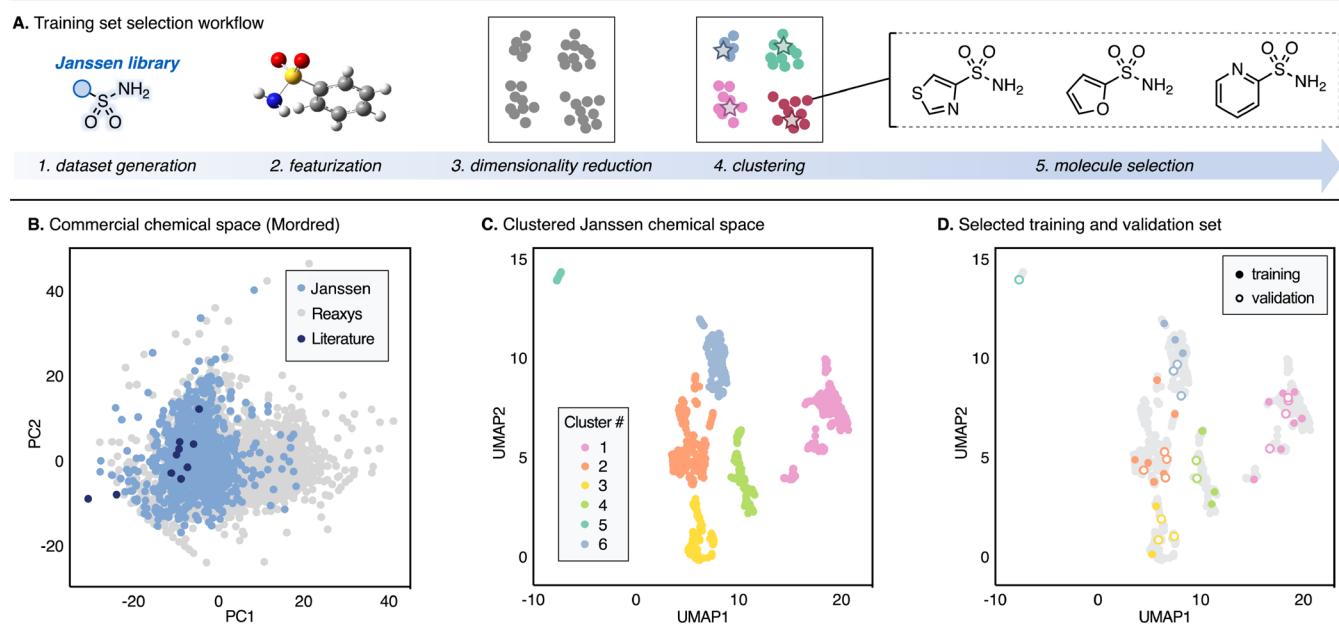 A. Training set selection workflow
Janssen library
NH2
S
O O
O O
S
NH2
S
N
O O
S
NH2
O
O O
S
NH2
N
1. dataset generation
2. featurization
3. dimensionality reduction
4. clustering
5. molecule selection
B. Commercial chemical space (Mordred)
Janssen
Reaxys
Literature
40
20
0
-20
PC2
-20
0
20
40
PC1
C. Clustered Janssen chemical space
15
10
5
0
UMAP2
Cluster #
1
2
3
4
5
6
-10
0
10
20
UMAP1
D. Selected training and validation set
training
validation
15
10
5
0
UMAP2
-10
0
10
20
UMAP1